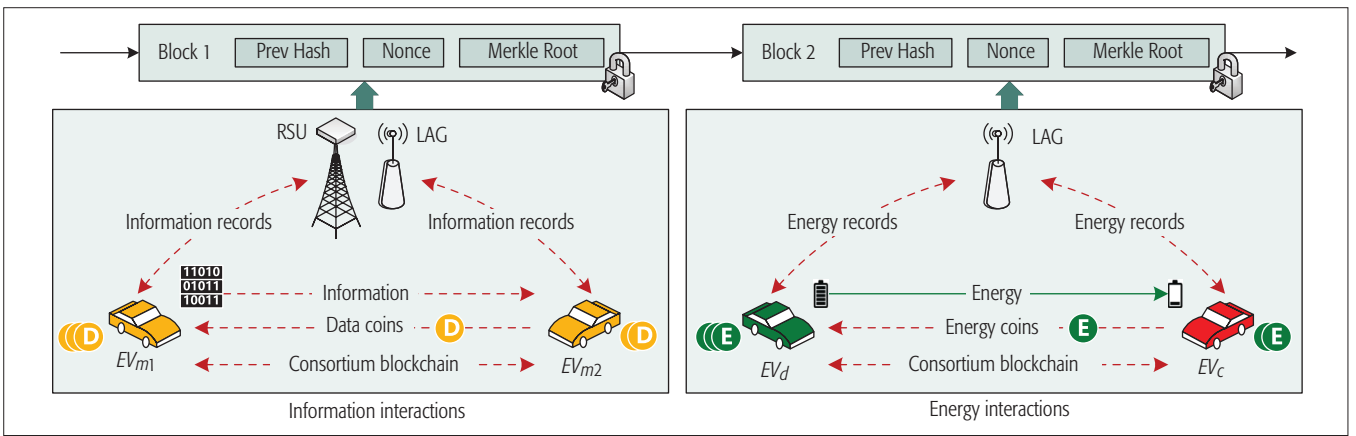 Block 1 Prev Hash Nonce Merkle Root
Block 2 Prev Hash Nonce Merkle Root
RSU LAG
Information records Information records
11010
01011
10011
Information
D Data coins D D
EVm1 Consortium blockchain EVm2
Information interactions
LAG
Energy records Energy records
Energy
E Energy coins E E
EVd Consortium blockchain EVc
Energy interactions